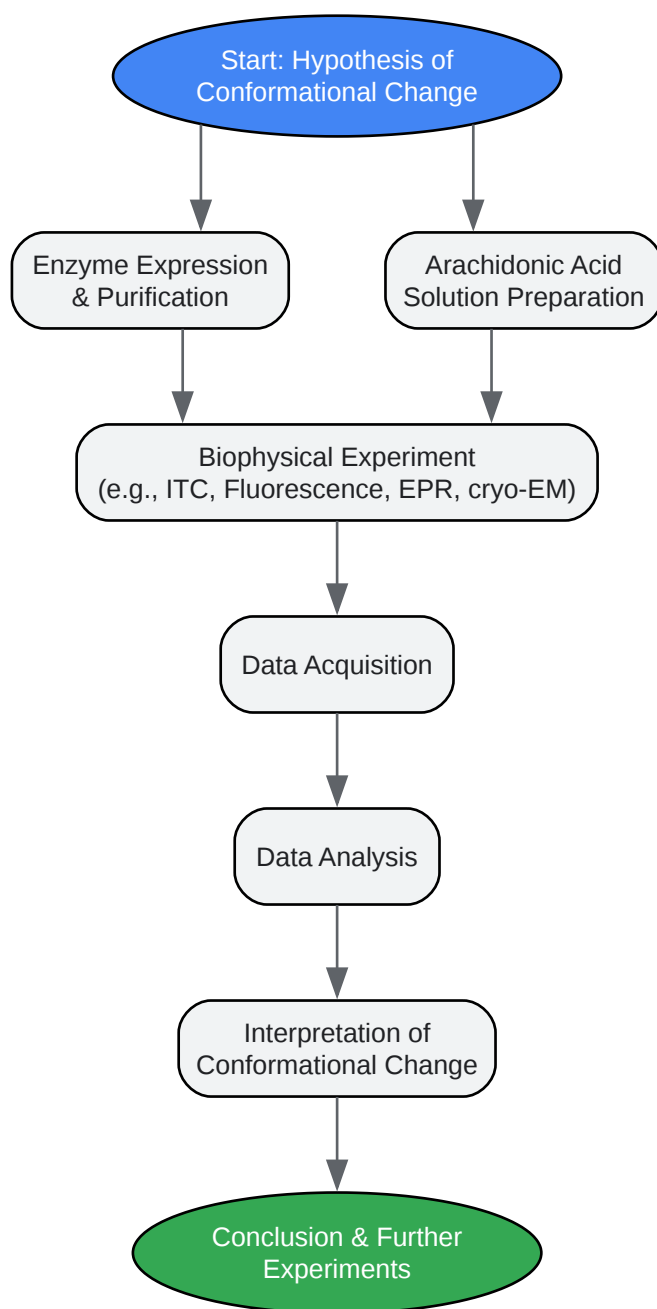 Start: Hypothesis of
Conformational Change
Enzyme Expression
& Purification
Arachidonic Acid
Solution Preparation
Biophysical Experiment
(e.g., ITC, Fluorescence, EPR, cryo-EM)
Data Acquisition
Data Analysis
Interpretation of
Conformational Change
Conclusion & Further
Experiments